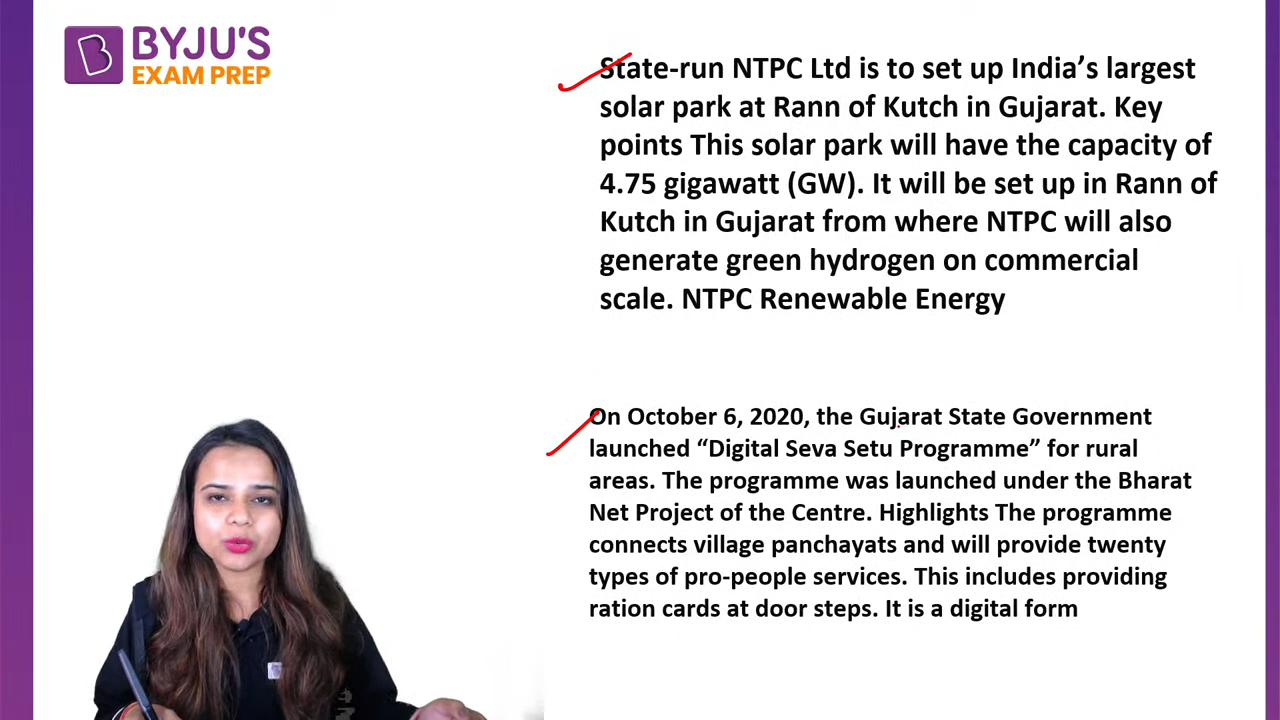 BYJU'S
EXAM PREP
State-run NTPC Ltd is to set up India's largest
solar park at Rann of Kutch in Gujarat. Key
points This solar park will have the capacity of
4.75 gigawatt (GW). It will be set up in Rann of
Kutch in Gujarat from where NTPC will also
generate green hydrogen on commercial
scale. NTPC Renewable Energy
On October 6, 2020, the Gujarat State Government
launched “Digital Seva Setu Programme” for rural
areas. The programme was launched under the Bharat
Net Project of the Centre. Highlights The programme
connects village panchayats and will provide twenty
types of pro-people services. This includes providing
ration cards at door steps. It is a digital form